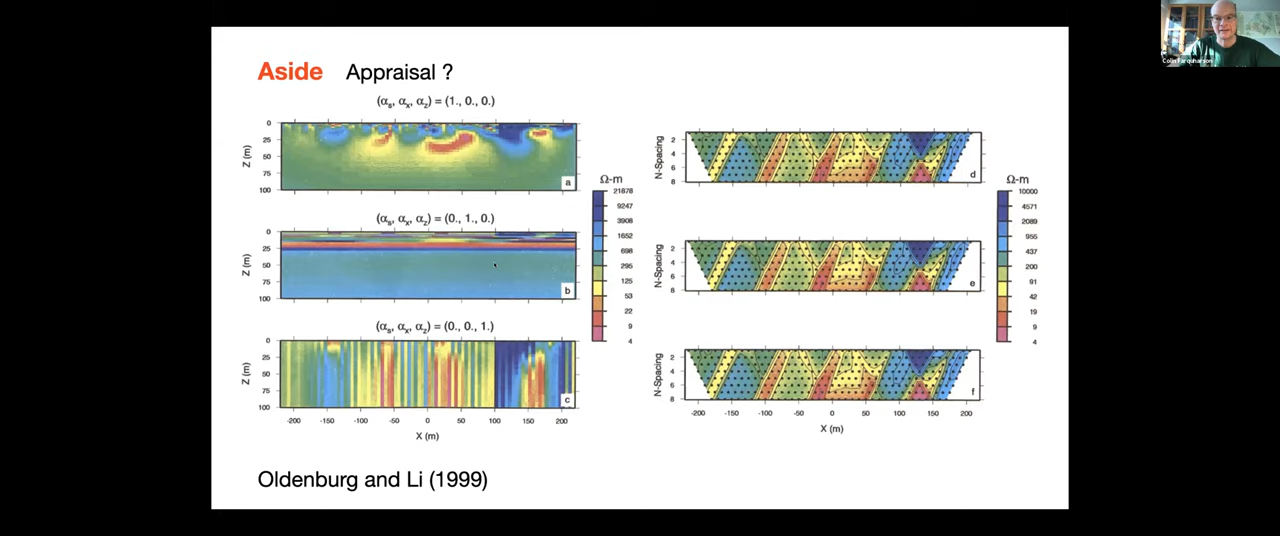 Colin Farquharson
Aside Appraisal ?
(αs, αx, αz) = (1., 0., 0.)
0
25
50
75
100
Z (m)
a
(αs, αx, αz) = (0., 1., 0.)
0
25
50
75
100
Z (m)
b
(αs, αx, αz) = (0., 0., 1.)
0
25
50
75
100
Z (m)
c
-200 -150 -100 -50 0 50 100 150 200
X (m)
Ω-m
21878
9247
3908
1652
698
295
125
53
22
9
4
2
4
6
8
N-Spacing
d
2
4
6
8
N-Spacing
e
2
4
6
8
N-Spacing
f
-200 -150 -100 -50 0 50 100 150 200
X (m)
Ω-m
10000
4571
2089
955
437
200
91
42
19
9
4
Oldenburg and Li (1999)